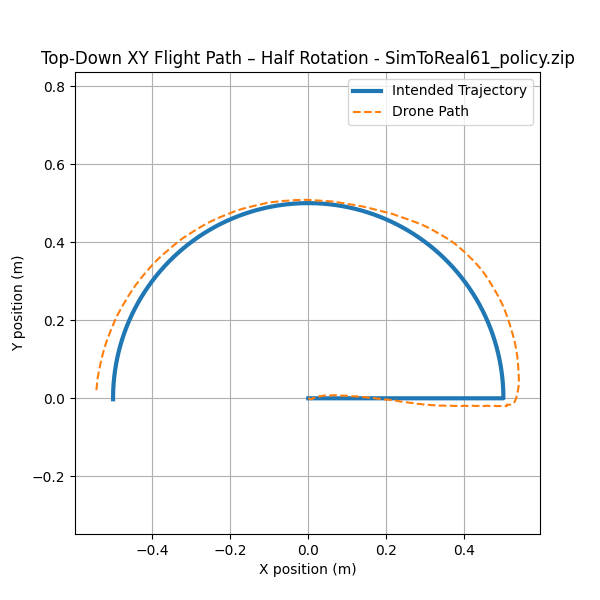 Top-Down XY Flight Path – Half Rotation - SimToReal61_policy.zip
Intended Trajectory
Drone Path
0.8
0.6
0.4
0.2
0.0
−0.2
Y position (m)
−0.4 −0.2 0.0 0.2 0.4
X position (m)